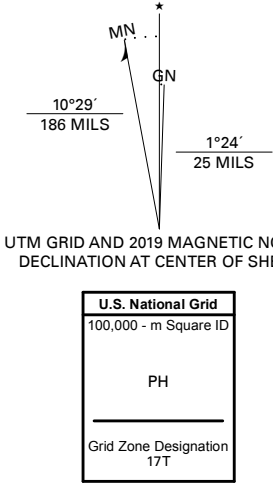 ★
MN
GN
10°29´
186 MILS
1°24´
25 MILS
UTM GRID AND 2019 MAGNETIC NO
DECLINATION AT CENTER OF SHE
U.S. National Grid
100,000 - m Square ID
PH
Grid Zone Designation
17T